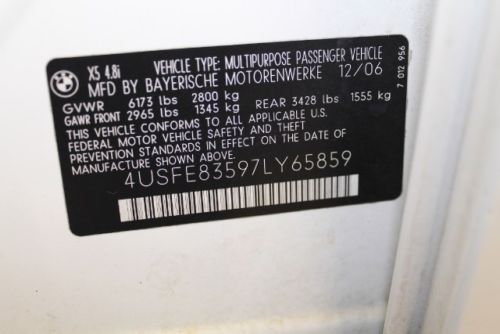 BMW
X5 4.8i VEHICLE TYPE: MULTIPURPOSE PASSENGER VEHICLE
MFD BY BAYERISCHE MOTORENWERKE 12/06
GVWR 6173 lbs 2800 kg
GAWR FRONT 2965 lbs 1345 kg REAR 3428 lbs 1555 kg
THIS VEHICLE CONFORMS TO ALL APPLICABLE U.S.
FEDERAL MOTOR VEHICLE SAFETY AND THEFT
PREVENTION STANDARDS IN EFFECT ON THE DATE
OF MANUFACTURE SHOWN ABOVE.
4USFE83597LY65859
7 012 956